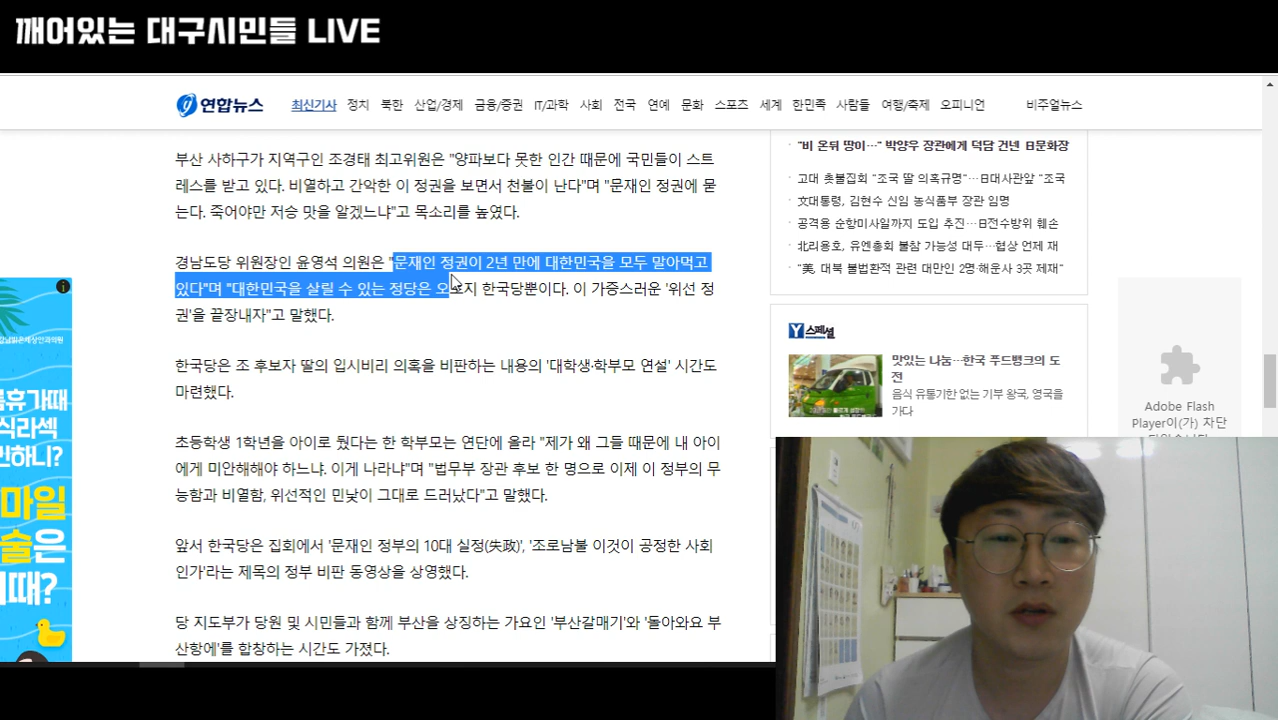 깨어있는 대구시민들 LIVE
연합뉴스 최신기사 정치 북한 산업/경제 금융/증권 IT/과학 사회 전국 연예 문화 스포츠 세계 한민족 사람들 여행/축제 오피니언 비주얼뉴스
부산 사하구가 지역구인 조경태 최고위원은 "양파보다 못한 인간 때문에 국민들이 스트
레스를 받고 있다. 비열하고 간악한 이 정권을 보면서 천불이 난다"며 "문재인 정권에 묻
는다. 죽어야만 저승 맛을 알겠느냐"고 목소리를 높였다.
경남도당 위원장인 윤영석 의원은 "문재인 정권이 2년 만에 대한민국을 모두 말아먹고
있다"며 "대한민국을 살릴 수 있는 정당은 오로지 한국당뿐이다. 이 가증스러운 '위선 정
권'을 끝장내자"고 말했다.
한국당은 조 후보자 딸의 입시비리 의혹을 비판하는 내용의 '대학생·학부모 연설' 시간도
마련했다.
초등학생 1학년을 아이로 뒀다는 한 학부모는 연단에 올라 "제가 왜 그들 때문에 내 아이
에게 미안해해야 하느냐. 이게 나라냐"며 "법무부 장관 후보 한 명으로 이제 이 정부의 무
능함과 비열함, 위선적인 민낯이 그대로 드러났다"고 말했다.
앞서 한국당은 집회에서 '문재인 정부의 10대 실정(失政)', '조로남불 이것이 공정한 사회
인가'라는 제목의 정부 비판 동영상을 상영했다.
당 지도부가 당원 및 시민들과 함께 부산을 상징하는 가요인 '부산갈매기'와 '돌아와요 부
산항에'를 합창하는 시간도 가졌다.
"비 온뒤 땅이…" 박양우 장관에게 덕담 건넨 日문화장
고대 촛불집회 "조국 딸 의혹규명"…日대사관앞 "조국
文대통령, 김현수 신임 농식품부 장관 임명
공격용 순항미사일까지 도입 추진…日전수방위 훼손
北리용호, 유엔총회 불참 가능성 대두…협상 언제 재
"美, 대북 불법환적 관련 대만인 2명·해운사 3곳 제재"
Y스페셜
맛있는 나눔…한국 푸드뱅크의 도
전
음식 유통기한 없는 기부 왕국, 영국을
가다
Adobe Flash
Player이(가) 차단
휴가때
식라섹
하니?
마일
술은
때?